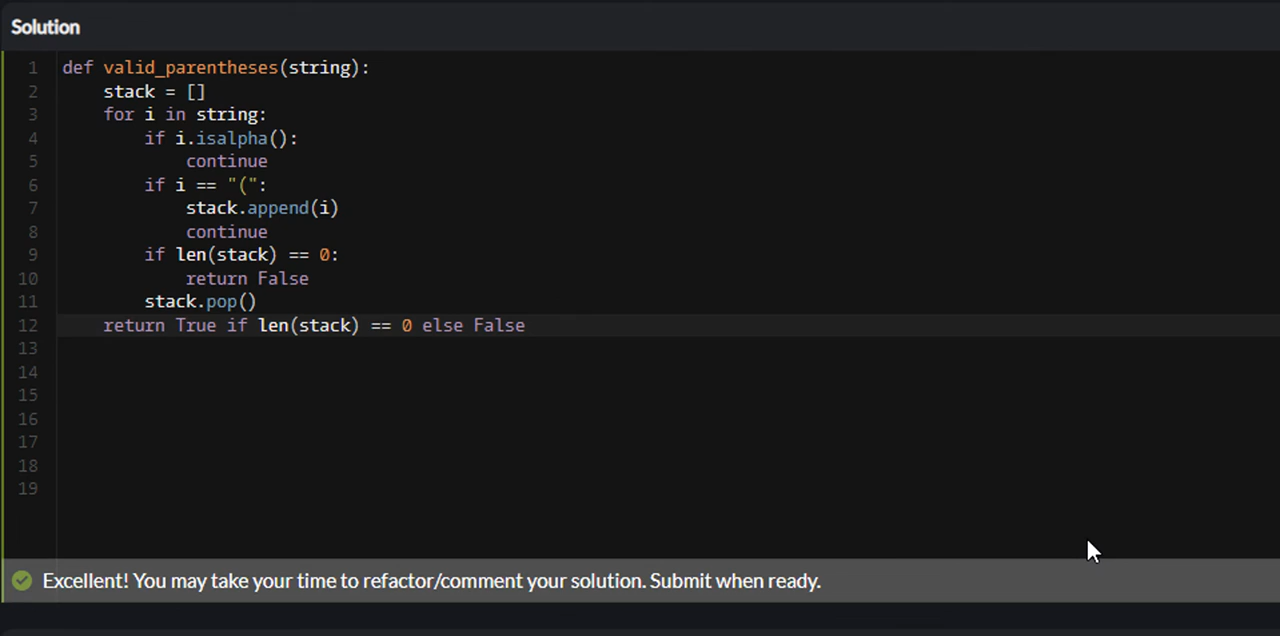 Solution
1 def valid_parentheses(string):
2     stack = []
3     for i in string:
4         if i.isalpha():
5             continue
6         if i == "(":
7             stack.append(i)
8             continue
9         if len(stack) == 0:
10             return False
11         stack.pop()
12     return True if len(stack) == 0 else False
13
14
15
16
17
18
19
Excellent! You may take your time to refactor/comment your solution. Submit when ready.